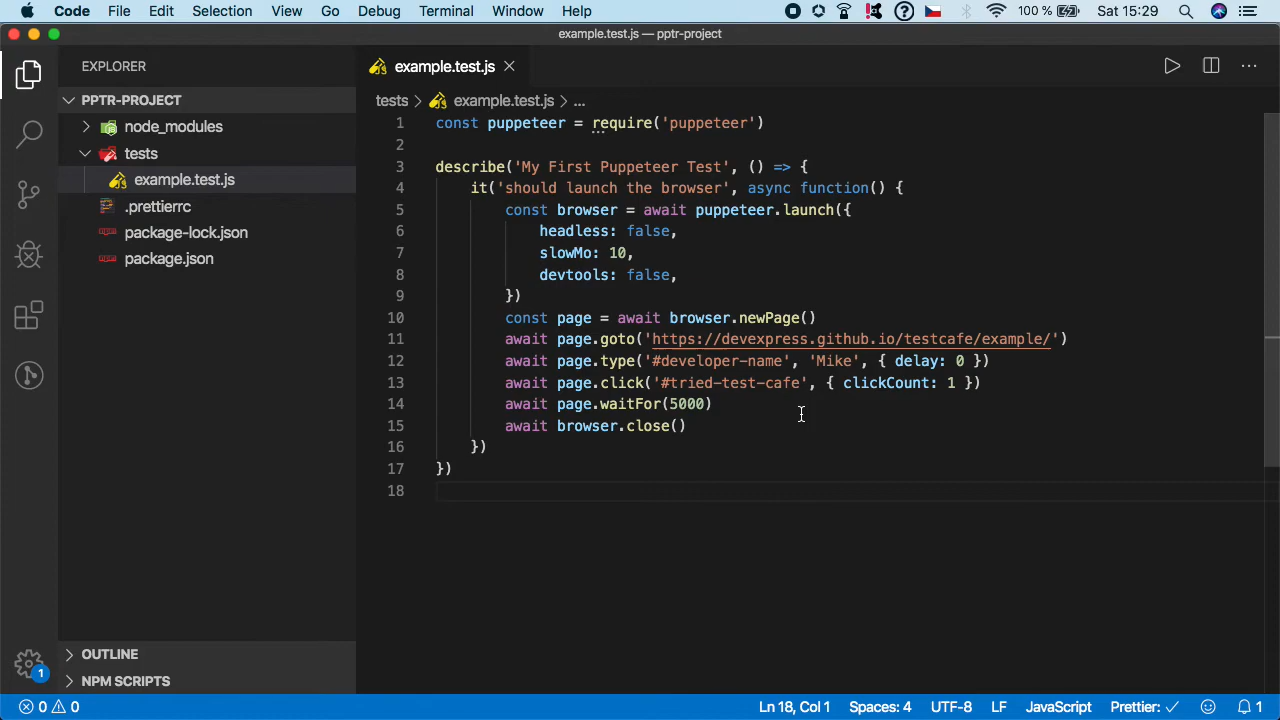 Code File Edit Selection View Go Debug Terminal Window Help 100 % Sat 15:29
example.test.js — pptr-project
EXPLORER
PPTR-PROJECT
node_modules
tests
example.test.js
.prettierrc
package-lock.json
package.json
OUTLINE
NPM SCRIPTS
example.test.js
tests > example.test.js > ...
1 const puppeteer = require('puppeteer')
2
3 describe('My First Puppeteer Test', () => {
4 it('should launch the browser', async function() {
5 const browser = await puppeteer.launch({
6 headless: false,
7 slowMo: 10,
8 devtools: false,
9 })
10 const page = await browser.newPage()
11 await page.goto('https://devexpress.github.io/testcafe/example/')
12 await page.type('#developer-name', 'Mike', { delay: 0 })
13 await page.click('#tried-test-cafe', { clickCount: 1 })
14 await page.waitFor(5000)
15 await browser.close()
16 })
17 })
18
1
0 0 Ln 18, Col 1 Spaces: 4 UTF-8 LF JavaScript Prettier: ✓ 1